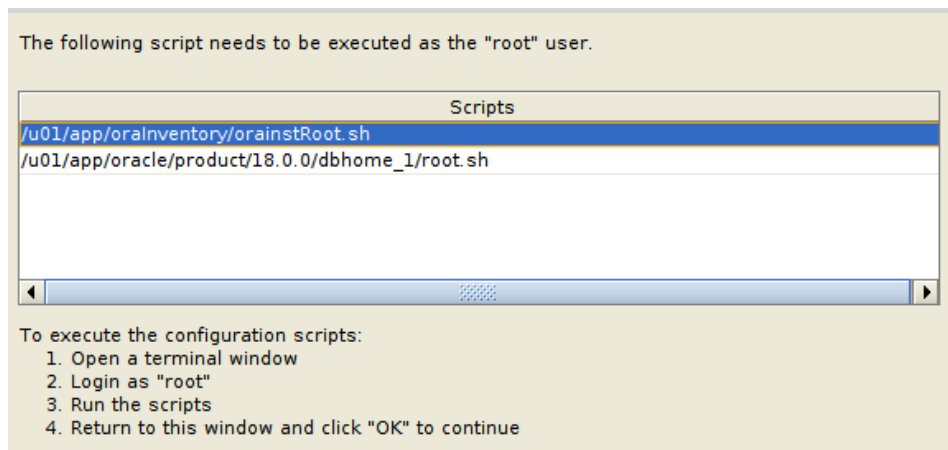 The following script needs to be executed as the "root" user.
Scripts
/u01/app/oraInventory/orainstRoot.sh
/u01/app/oracle/product/18.0.0/dbhome_1/root.sh
To execute the configuration scripts:
1. Open a terminal window
2. Login as "root"
3. Run the scripts
4. Return to this window and click "OK" to continue